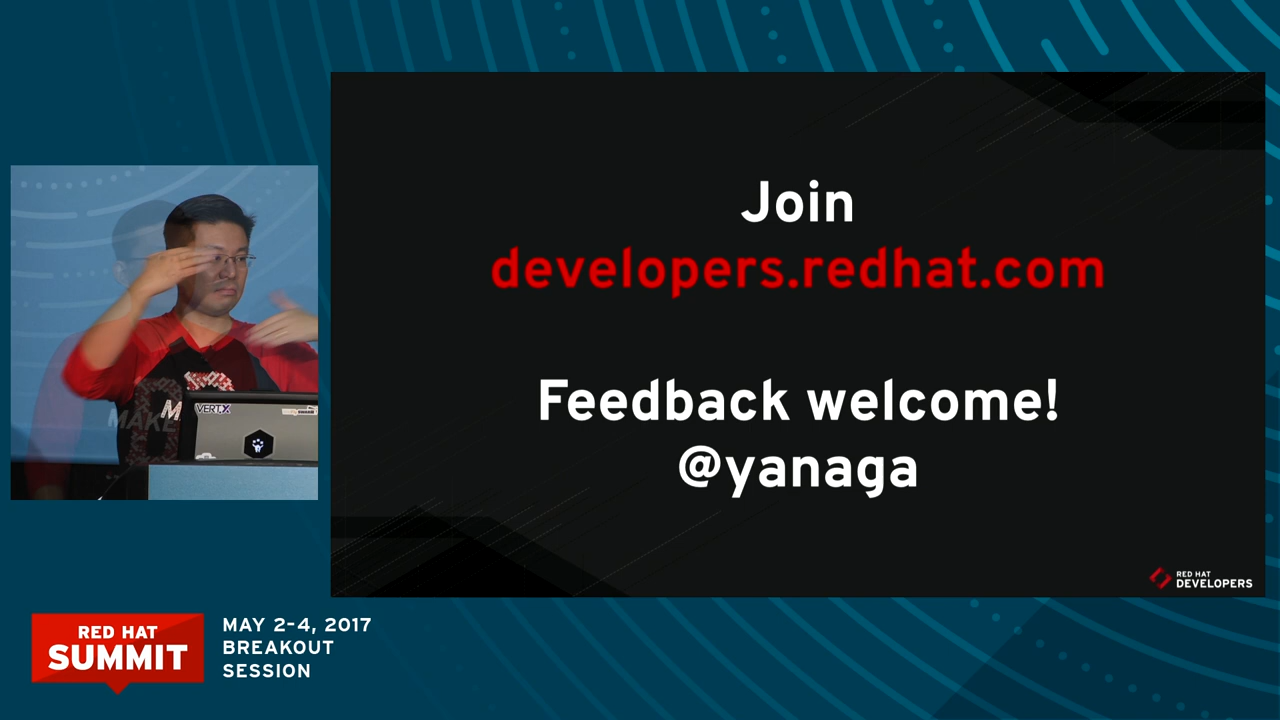 Join
developers.redhat.com
Feedback welcome!
@yanaga
RED HAT
DEVELOPERS
VERT.X
MAKE
M
RED HAT
SUMMIT
MAY 2-4, 2017
BREAKOUT
SESSION